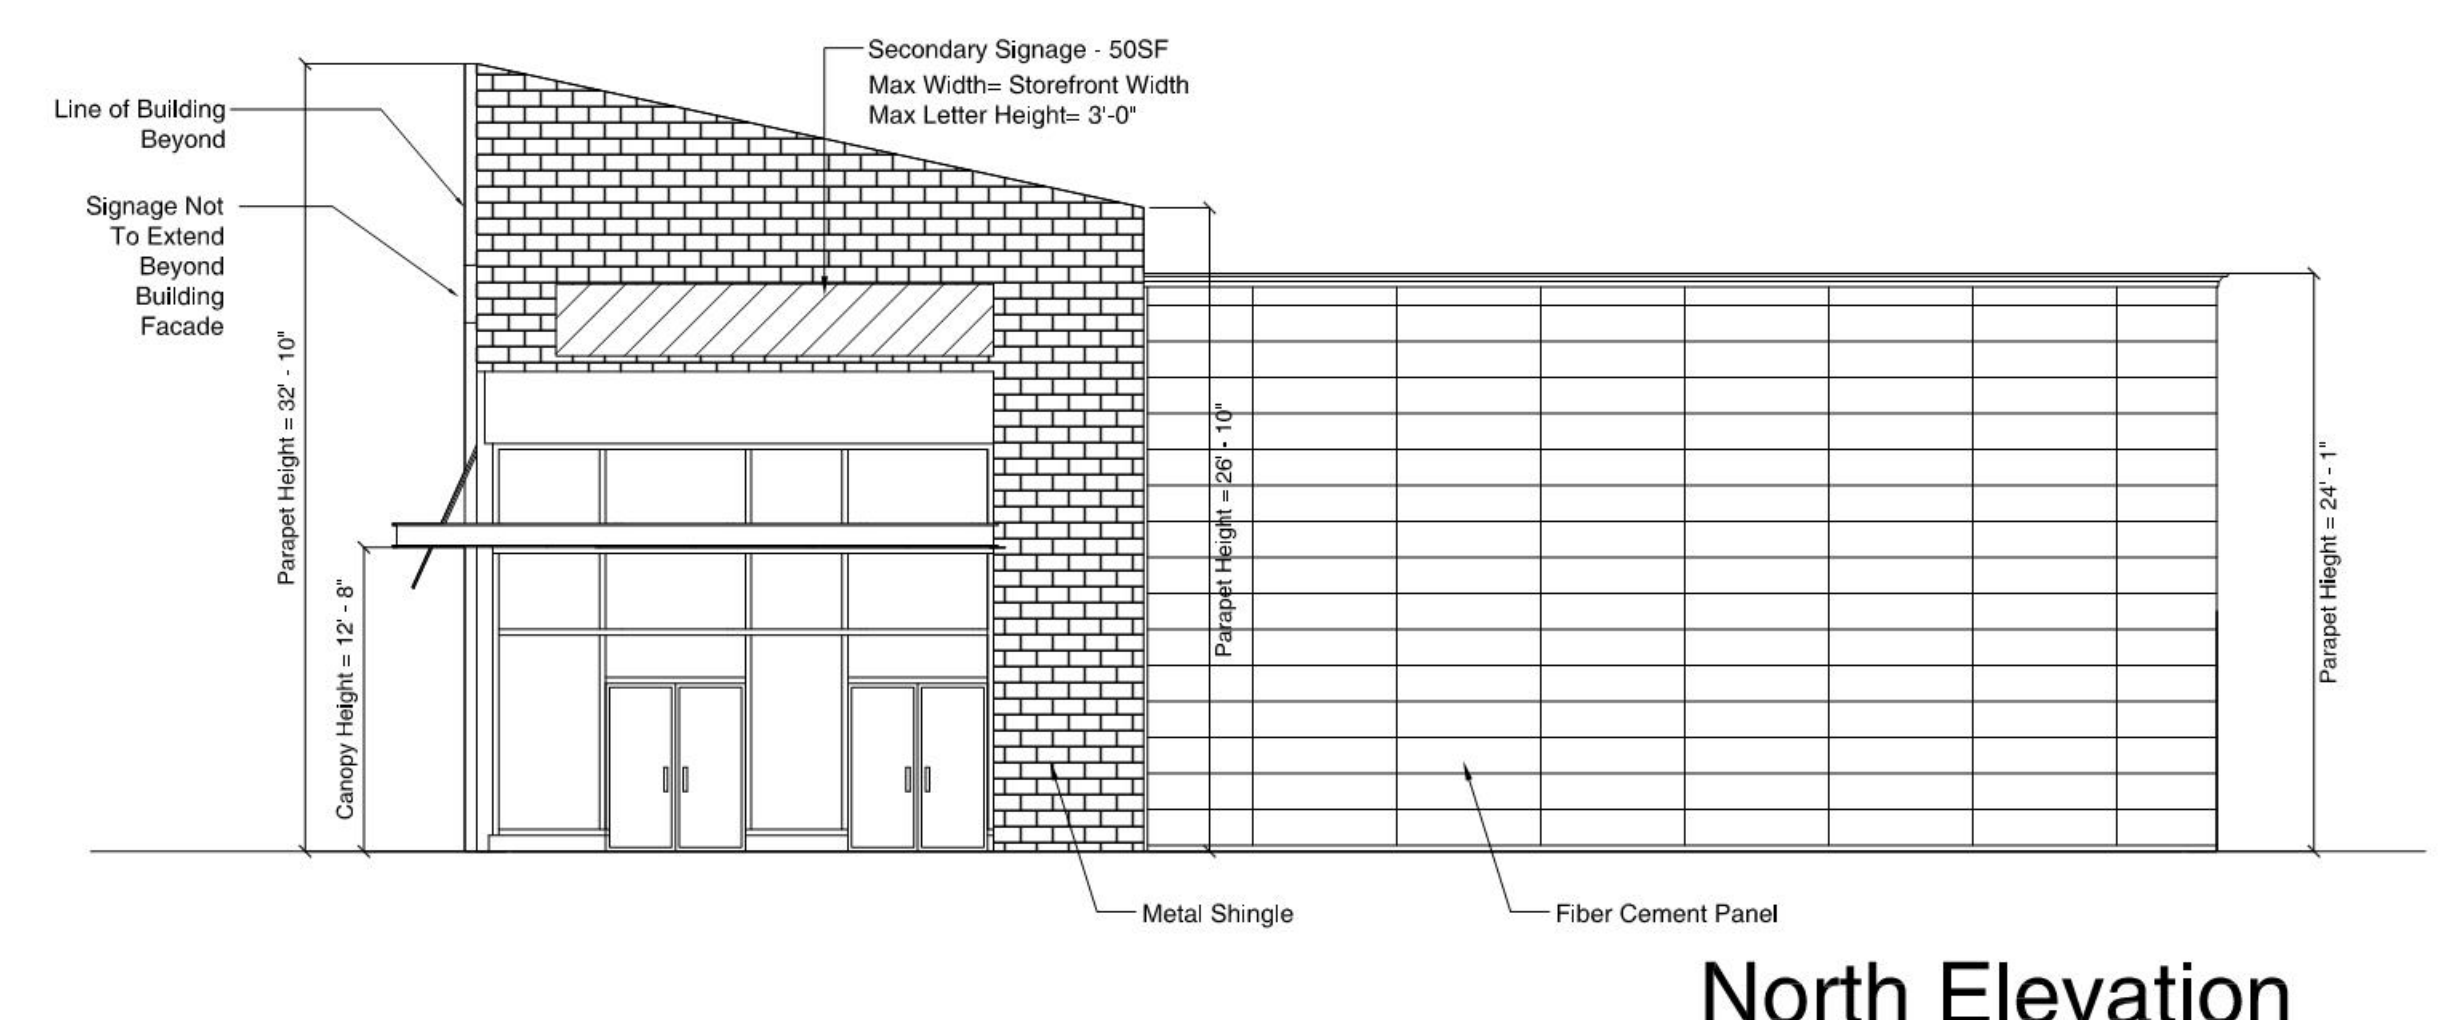 Secondary Signage - 50SF
Max Width= Storefront Width
Max Letter Height= 3'-0"
Line of Building
Beyond
Signage Not
To Extend
Beyond
Building
Facade
Parapet Height = 32' - 10"
Canopy Height = 12' - 8"
Parapet Height = 26' - 10"
Parapet Hieght = 24' - 1"
Metal Shingle
Fiber Cement Panel
North Elevation